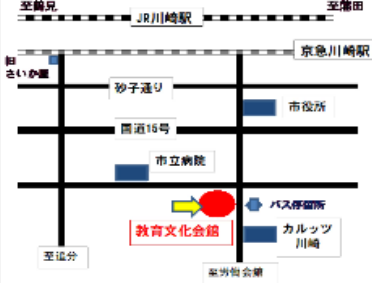 至鶴見
至蒲田
JR川崎駅
京急川崎駅
旧
さいか屋
砂子通り
市役所
国道15号
市立病院
バス停留所
教育文化会館
カルッツ
川崎
至追分
至労働会館